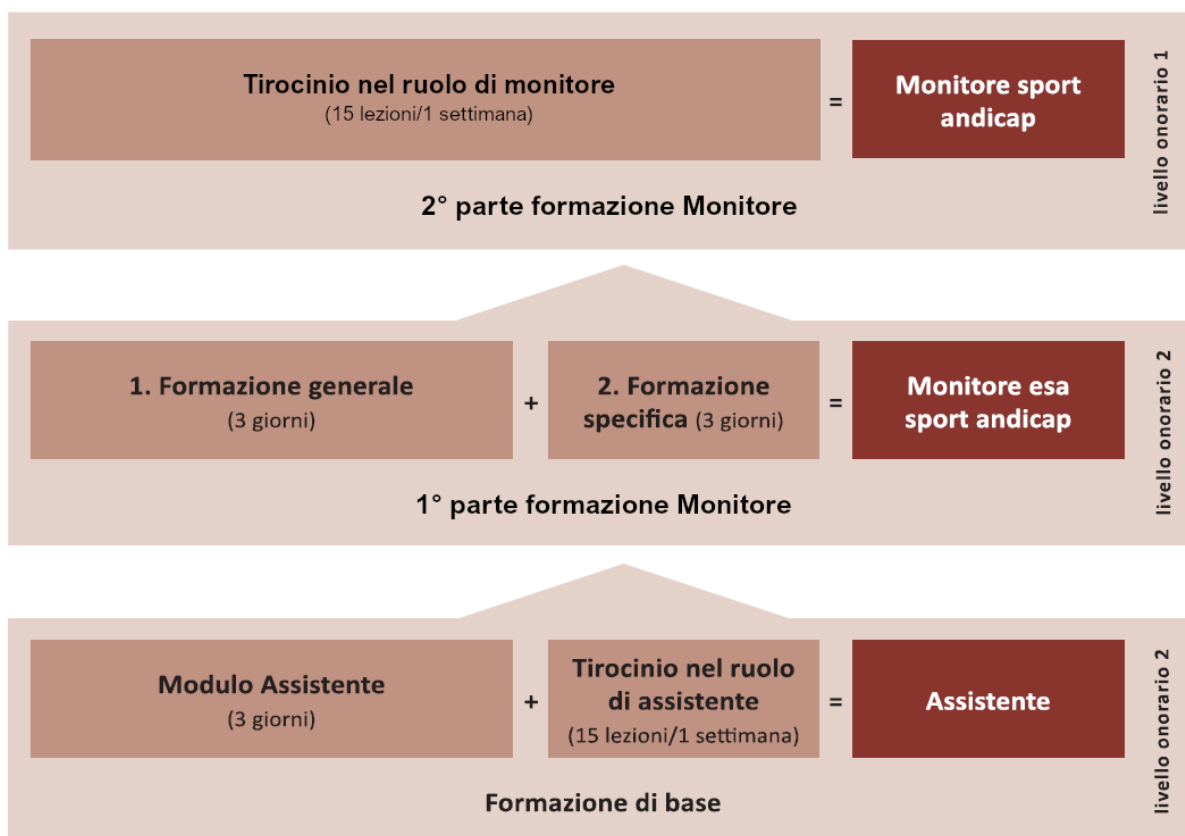 Tirocinio nel ruolo di monitore
(15 lezioni/1 settimana)
=
Monitore sport
andicap
livello onorario 1
2° parte formazione Monitore
1. Formazione generale
(3 giorni)
+
2. Formazione
specifica (3 giorni)
=
Monitore esa
sport andicap
livello onorario 2
1° parte formazione Monitore
Modulo Assistente
(3 giorni)
+
Tirocinio nel ruolo
di assistente
(15 lezioni/1 settimana)
=
Assistente
livello onorario 2
Formazione di base